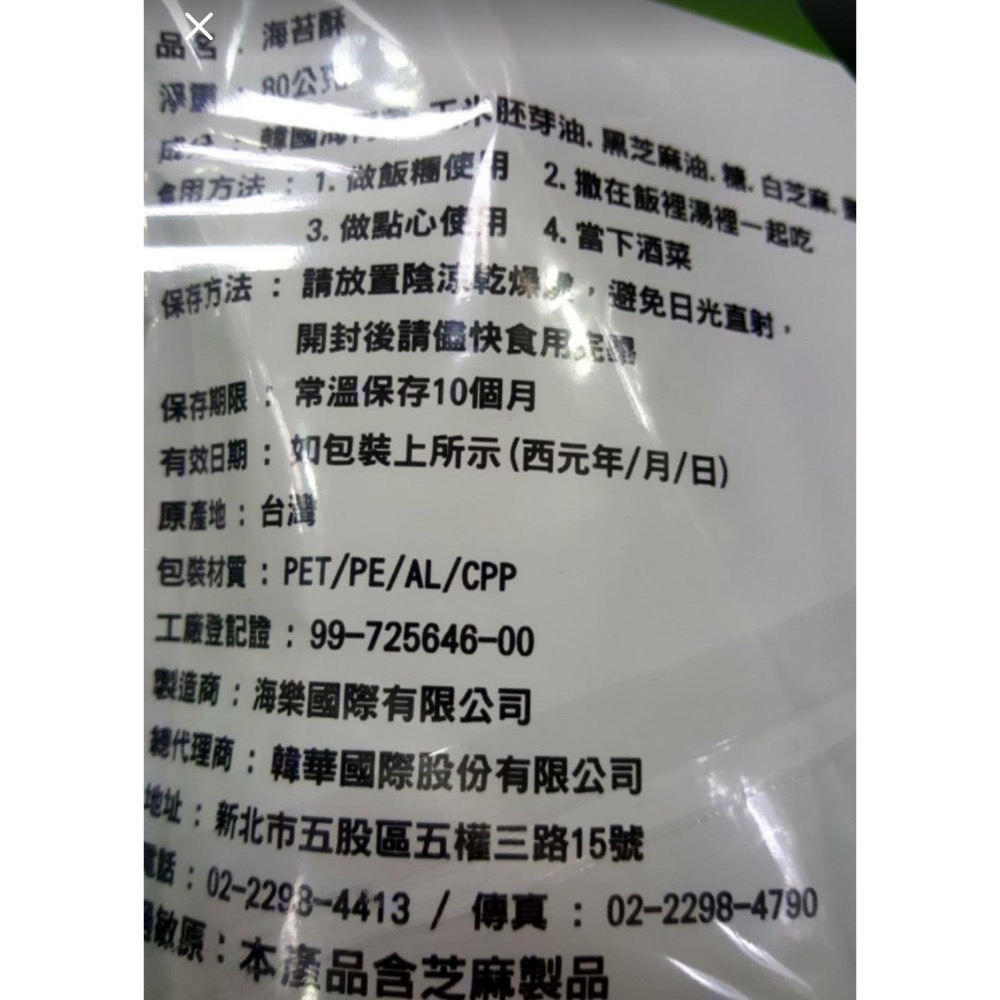 品名：海苔酥
淨重：80公克
成分：韓國海苔,玉米胚芽油,黑芝麻油,糖,白芝麻,
食用方法：1.做飯糰使用 2.撒在飯裡湯裡一起吃
3.做點心使用 4.當下酒菜
保存方法：請放置陰涼乾燥處，避免日光直射，
開封後請儘快食用完畢
保存期限：常溫保存10個月
有效日期：如包裝上所示(西元年/月/日)
原產地：台灣
包裝材質：PET/PE/AL/CPP
工廠登記證：99-725646-00
製造商：海樂國際有限公司
總代理商：韓華國際股份有限公司
地址：新北市五股區五權三路15號
電話：02-2298-4413 / 傳真：02-2298-4790
過敏原：本產品含芝麻製品